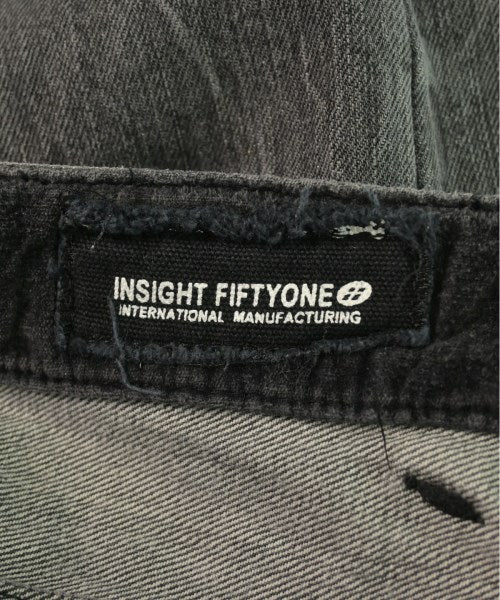 INSIGHT FIFTYONE
INTERNATIONAL MANUFACTURING